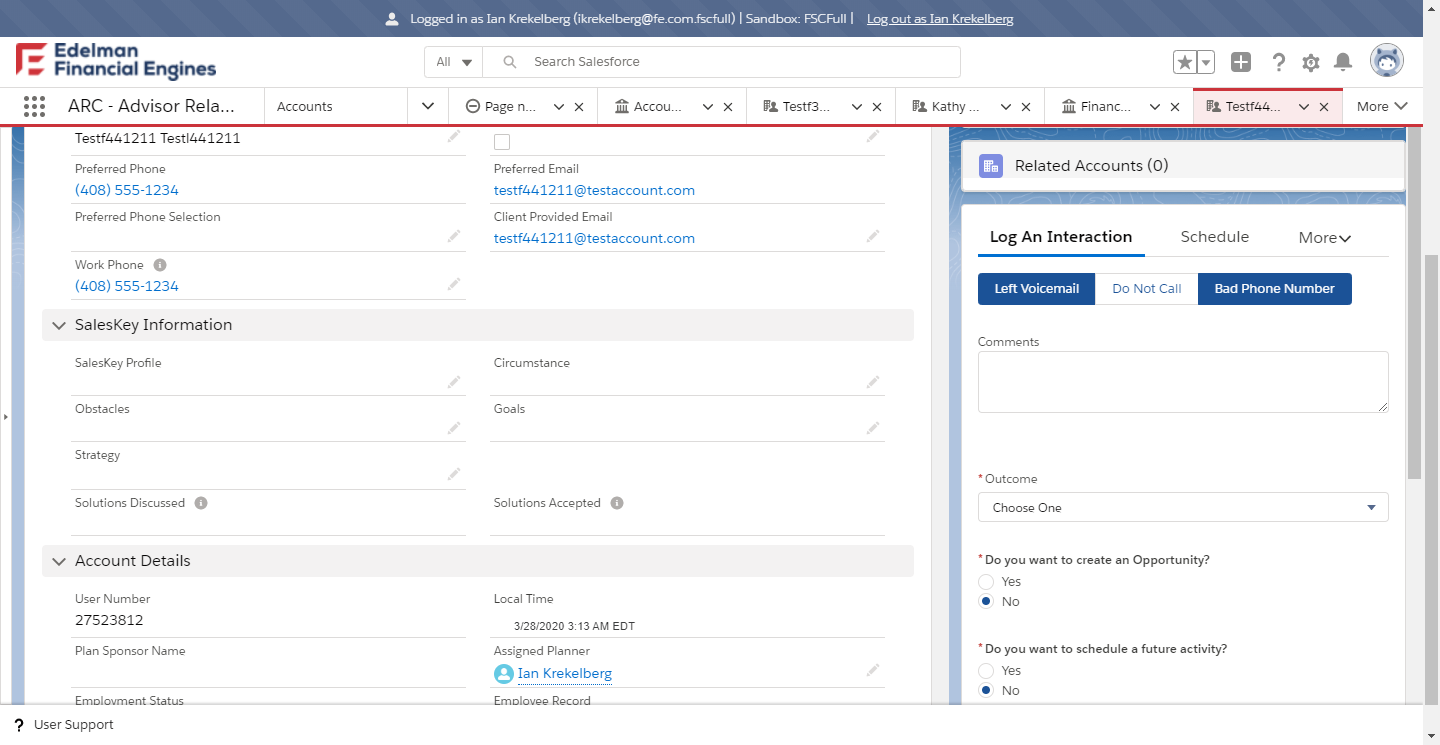 Logged in as Ian Krekelberg (ikrekelberg@fe.com.fscfull) | Sandbox: FSCFull | Log out as Ian Krekelberg
Edelman
Financial Engines
All
Search Salesforce
ARC - Advisor Rela...
Accounts
Page n...
Accou...
Testf3...
Kathy ...
Financ...
Testf44...
More
Testf441211 Testl441211
Preferred Phone
(408) 555-1234
Preferred Email
testf441211@testaccount.com
Preferred Phone Selection
Client Provided Email
testf441211@testaccount.com
Work Phone
(408) 555-1234
SalesKey Information
SalesKey Profile
Circumstance
Obstacles
Goals
Strategy
Solutions Discussed
Solutions Accepted
Account Details
User Number
27523812
Local Time
3/28/2020 3:13 AM EDT
Plan Sponsor Name
Assigned Planner
Ian Krekelberg
Employment Status
Employee Record
Related Accounts (0)
Log An Interaction
Schedule
More
Left Voicemail
Do Not Call
Bad Phone Number
Comments
*Outcome
Choose One
*Do you want to create an Opportunity?
Yes
No
*Do you want to schedule a future activity?
Yes
No
? User Support